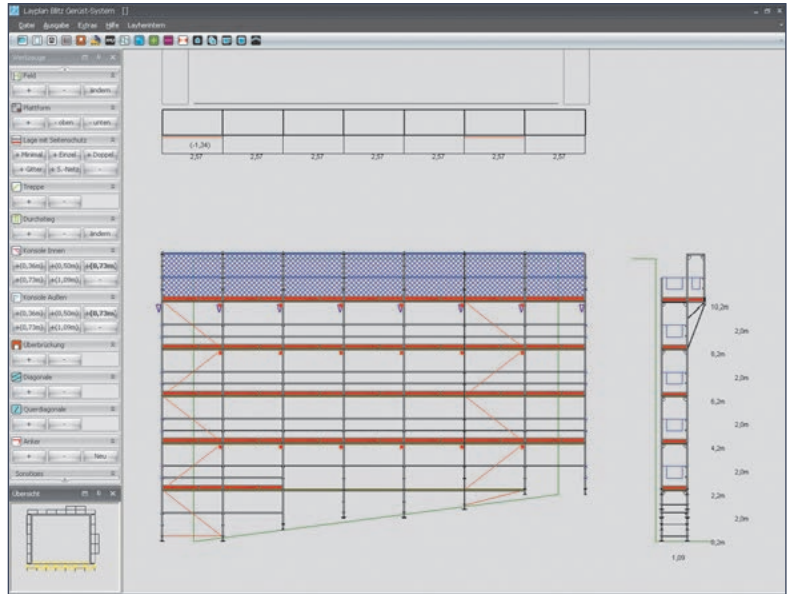 Layplan Blitz Gerüst-System []
Datei Ausgabe Extras Hilfe Layherintern
Werkzeuge
Feld
+ - ändern
Plattform
+ - oben - unten
Lage mit Seitenschutz
+ Minimal + Einzel + Doppel
+ Gitter + S.-Netz -
Treppe
+ -
Durchstieg
+ - ändern
Konsole Innen
+(0,36m) +(0,50m) +(0,73m)
+(0,73m) +(1,09m) -
Konsole Außen
+(0,36m) +(0,50m) +(0,73m)
+(0,73m) +(1,09m) -
Überbrückung
+ -
Diagonale
+ -
Querdiagonale
+ -
Anker
+ - Neu
Sonstiges
Übersicht
(-1,34)
2,57 2,57 2,57 2,57 2,57 2,57 2,57
10,2m
2,0m
8,2m
2,0m
6,2m
2,0m
4,2m
2,0m
2,2m
2,0m
0,2m
1,09